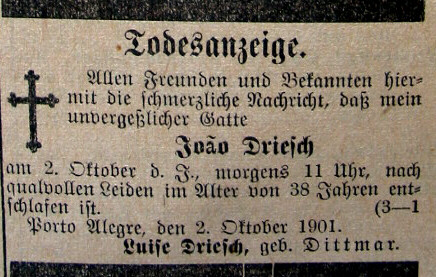 Todesanzeige.
Allen Freunden und Bekannten hier-
mit die schmerzliche Nachricht, daß mein
unvergeßlicher Gatte
João Driesch
am 2. Oktober d. J., morgens 11 Uhr, nach
qualvollen Leiden im Alter von 38 Jahren ent-
schlafen ist. (3—1
Porto Alegre, den 2. Oktober 1901.
Luise Driesch, geb. Dittmar.